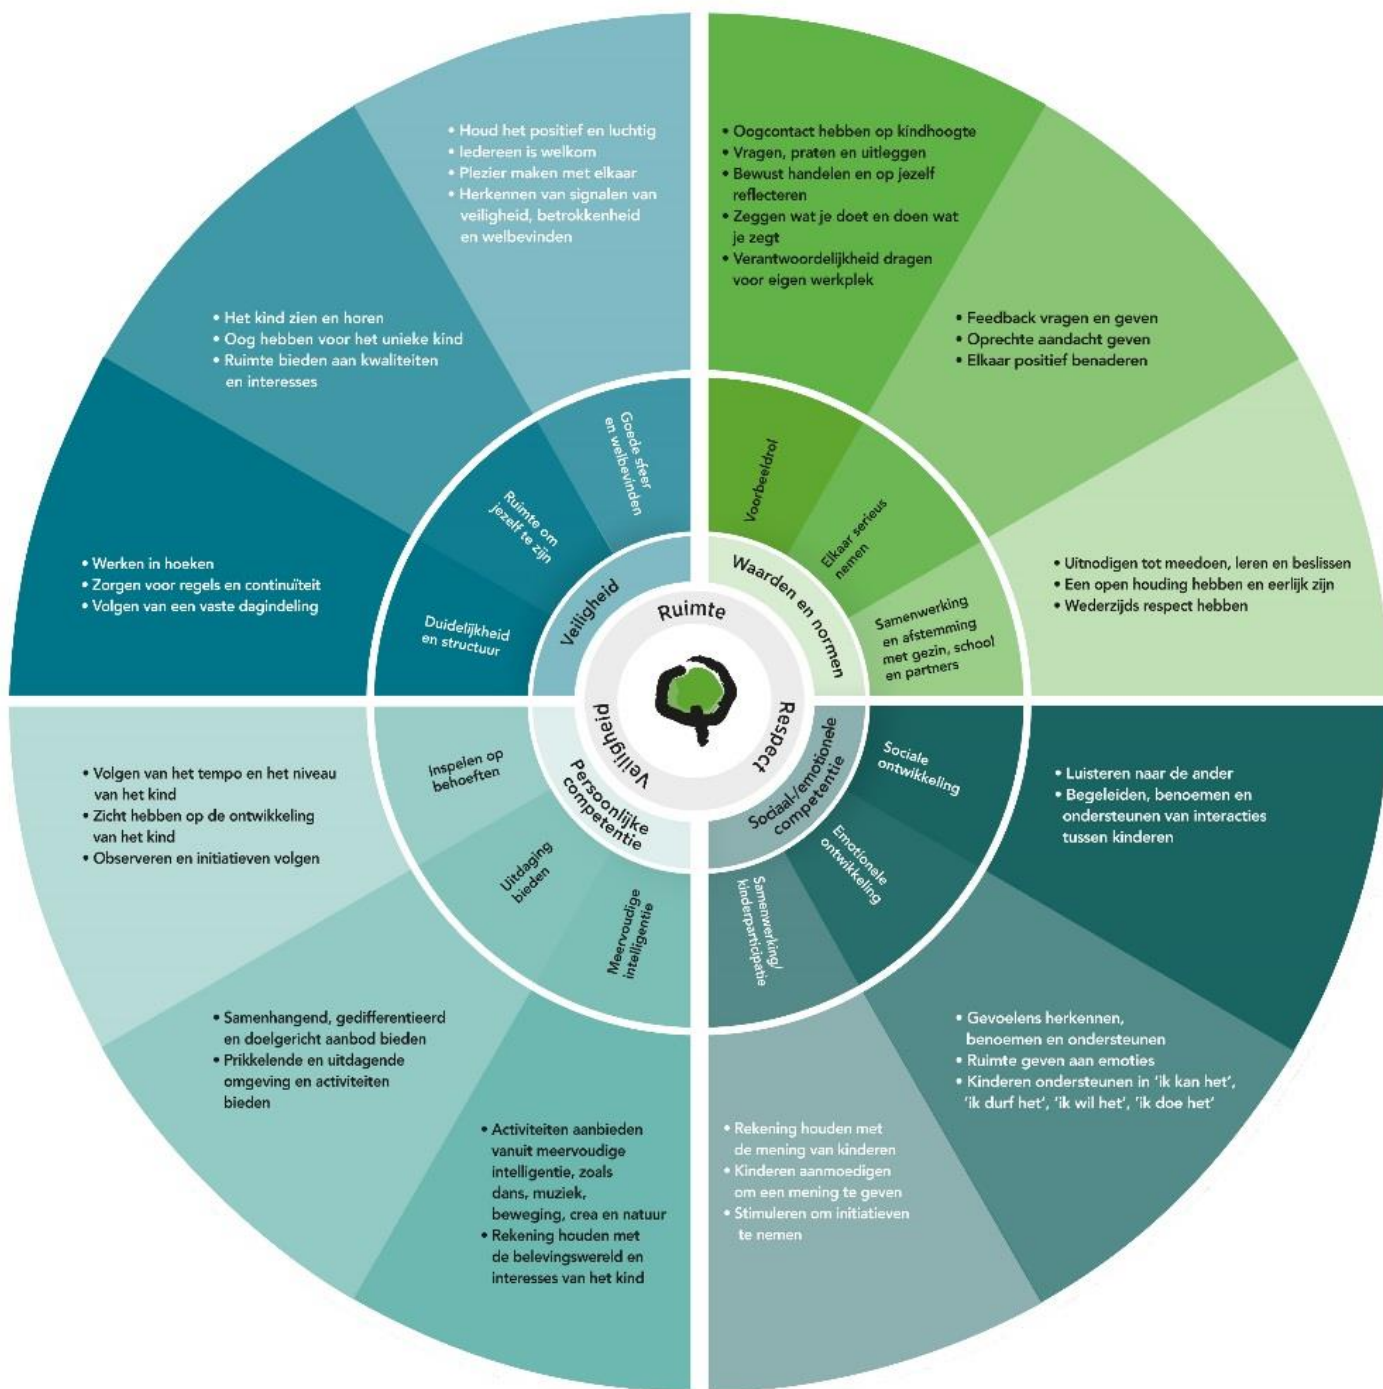 • Houd het positief en luchtig
• Iedereen is welkom
• Plezier maken met elkaar
• Herkennen van signalen van
veiligheid, betrokkenheid
en welbevinden
• Oogcontact hebben op kindhoogte
• Vragen, praten en uitleggen
• Bewust handelen en op jezelf
reflecteren
• Zeggen wat je doet en doen wat
je zegt
• Verantwoordelijkheid dragen
voor eigen werkplek
• Het kind zien en horen
• Oog hebben voor het unieke kind
• Ruimte bieden aan kwaliteiten
en interesses
• Feedback vragen en geven
• Oprechte aandacht geven
• Elkaar positief benaderen
• Werken in hoeken
• Zorgen voor regels en continuïteit
• Volgen van een vaste dagindeling
• Uitnodigen tot meedoen, leren en beslissen
• Een open houding hebben en eerlijk zijn
• Wederzijds respect hebben
Goede sfeer
en welbevinden
Ruimte om
jezelf te zijn
Duidelijkheid
en structuur
Veiligheid
Voorbeeldrol
Elkaar serieus
nemen
Samenwerking
en afstemming
met gezin, school
en partners
Waarden en normen
Ruimte
Respect
Veiligheid
Persoonlijke
competentie
Inspelen op
behoeften
Uitdaging
bieden
Meervoudige
intelligentie
Sociaal-/emotionele
competentie
Sociale
ontwikkeling
Emotionele
ontwikkeling
Samenwerking/
kinderparticipatie
• Volgen van het tempo en het niveau
van het kind
• Zicht hebben op de ontwikkeling
van het kind
• Observeren en initiatieven volgen
• Luisteren naar de ander
• Begeleiden, benoemen en
ondersteunen van interacties
tussen kinderen
• Samenhangend, gedifferentieerd
en doelgericht aanbod bieden
• Prikkelende en uitdagende
omgeving en activiteiten
bieden
• Gevoelens herkennen,
benoemen en ondersteunen
• Ruimte geven aan emoties
• Kinderen ondersteunen in ‘ik kan het’,
‘ik durf het’, ‘ik wil het’, ‘ik doe het’
• Activiteiten aanbieden
vanuit meervoudige
intelligentie, zoals
dans, muziek,
beweging, crea en natuur
• Rekening houden met
de belevingswereld en
interesses van het kind
• Rekening houden met
de mening van kinderen
• Kinderen aanmoedigen
om een mening te geven
• Stimuleren om initiatieven
te nemen